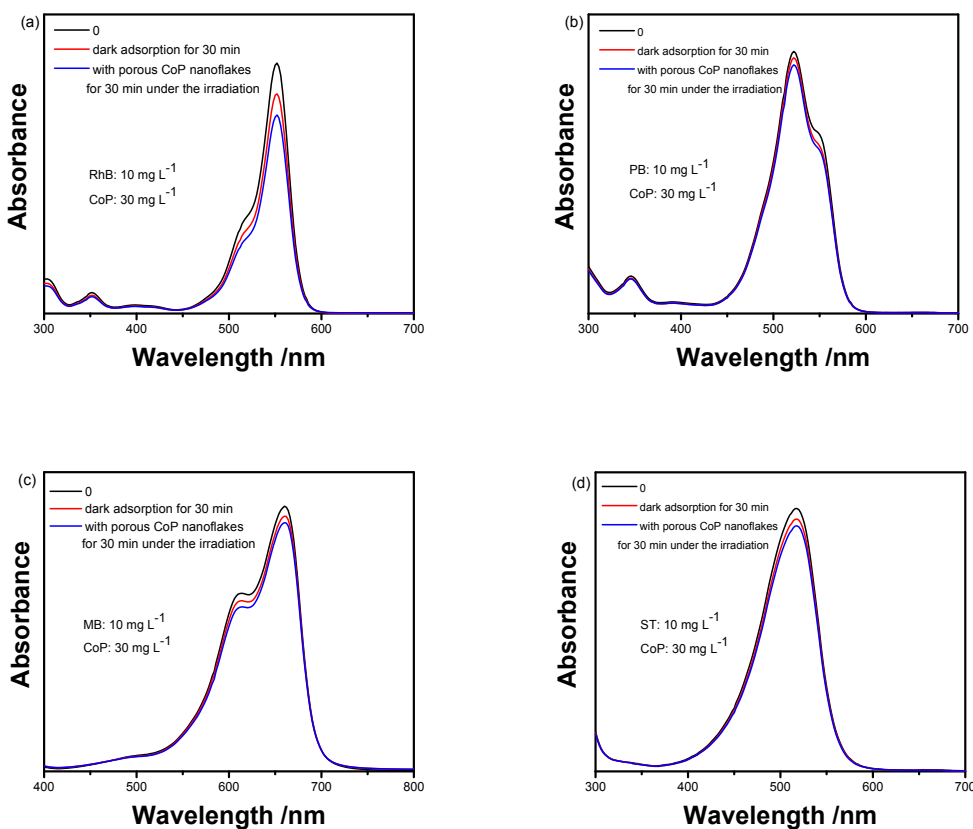 (a)
0
dark adsorption for 30 min
with porous CoP nanoflakes
for 30 min under the irradiation
RhB: 10 mg L⁻¹
CoP: 30 mg L⁻¹
Absorbance
300 400 500 600 700
Wavelength /nm
(b)
0
dark adsorption for 30 min
with porous CoP nanoflakes
for 30 min under the irradiation
PB: 10 mg L⁻¹
CoP: 30 mg L⁻¹
Absorbance
300 400 500 600 700
Wavelength /nm
(c)
0
dark adsorption for 30 min
with porous CoP nanoflakes
for 30 min under the irradiation
MB: 10 mg L⁻¹
CoP: 30 mg L⁻¹
Absorbance
400 500 600 700 800
Wavelength /nm
(d)
0
dark adsorption for 30 min
with porous CoP nanoflakes
for 30 min under the irradiation
ST: 10 mg L⁻¹
CoP: 30 mg L⁻¹
Absorbance
300 400 500 600 700
Wavelength /nm